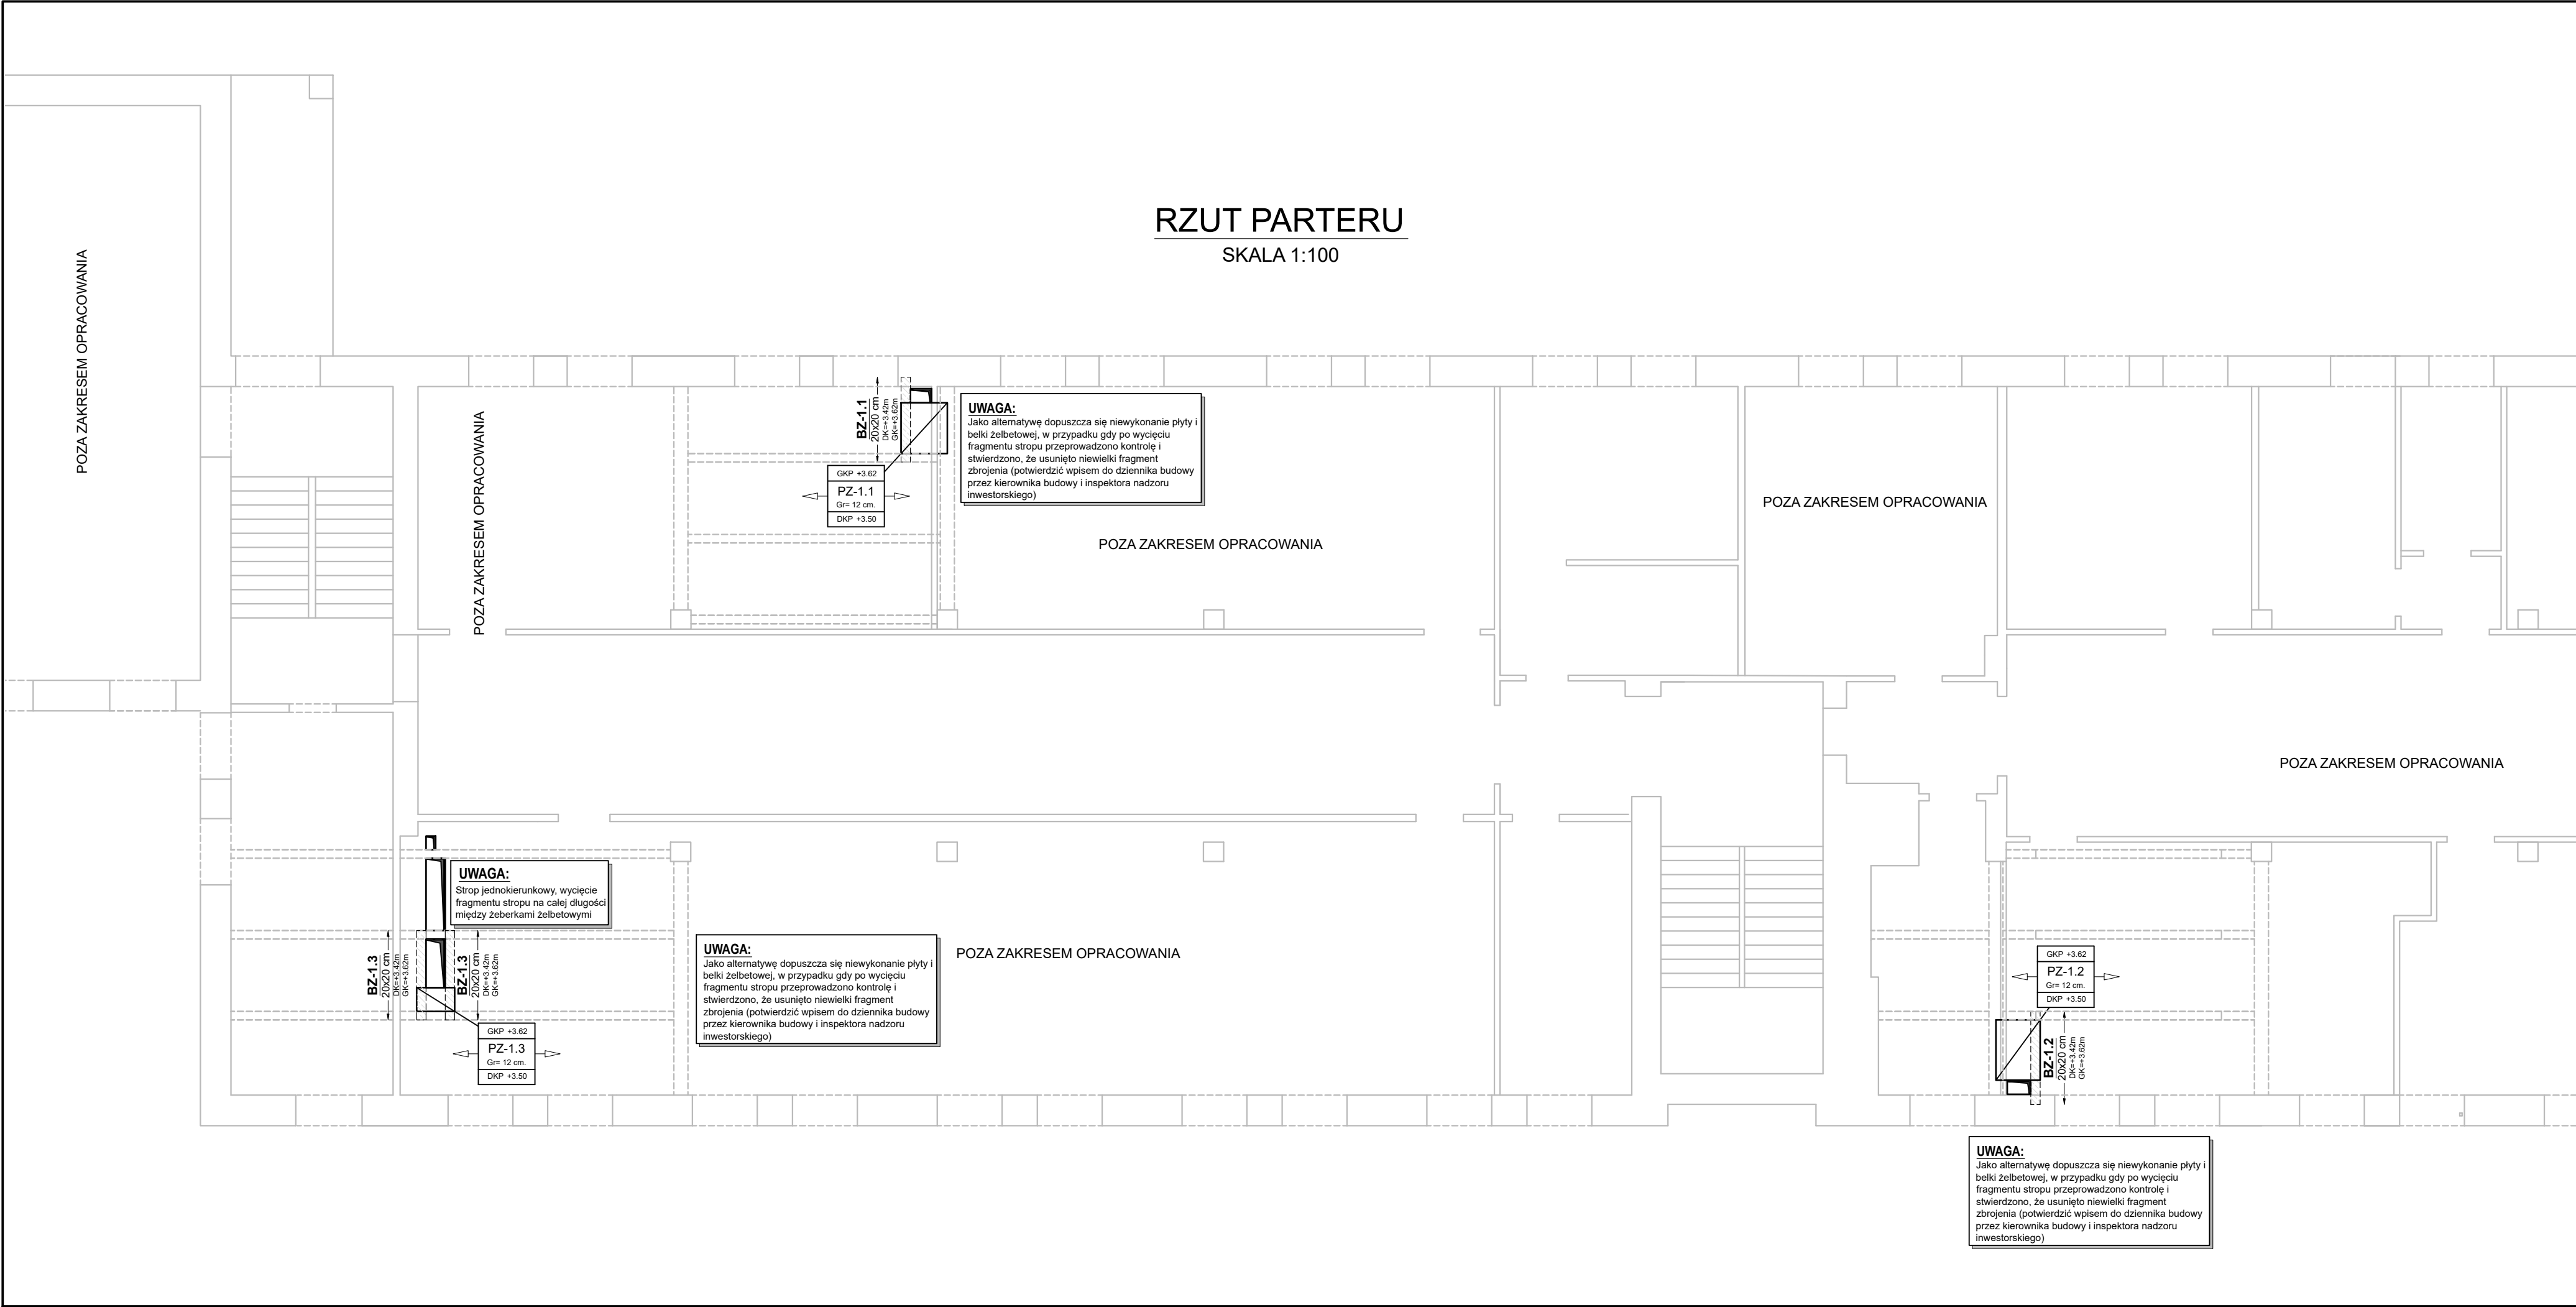 RZUT PARTERU
SKALA 1:100
POZA ZAKRESEM OPRACOWANIA
POZA ZAKRESEM OPRACOWANIA
BZ-1.1
20x20 cm
DK=+3.42m
GK=+3.62m
GKP +3.62
PZ-1.1
Gr= 12 cm.
DKP +3.50
UWAGA:
Jako alternatywę dopuszcza się niewykonanie płyty i
belki żelbetowej, w przypadku gdy po wycięciu
fragmentu stropu przeprowadzono kontrolę i
stwierdzono, że usunięto niewielki fragment
zbrojenia (potwierdzić wpisem do dziennika budowy
przez kierownika budowy i inspektora nadzoru
inwestorskiego)
POZA ZAKRESEM OPRACOWANIA
POZA ZAKRESEM OPRACOWANIA
POZA ZAKRESEM OPRACOWANIA
UWAGA:
Strop jednokierunkowy, wycięcie
fragmentu stropu na całej długości
między żeberkami żelbetowymi
BZ-1.3
20x20 cm
DK=+3.42m
GK=+3.62m
BZ-1.3
20x20 cm
DK=+3.42m
GK=+3.62m
GKP +3.62
PZ-1.3
Gr= 12 cm.
DKP +3.50
UWAGA:
Jako alternatywę dopuszcza się niewykonanie płyty i
belki żelbetowej, w przypadku gdy po wycięciu
fragmentu stropu przeprowadzono kontrolę i
stwierdzono, że usunięto niewielki fragment
zbrojenia (potwierdzić wpisem do dziennika budowy
przez kierownika budowy i inspektora nadzoru
inwestorskiego)
POZA ZAKRESEM OPRACOWANIA
GKP +3.62
PZ-1.2
Gr= 12 cm.
DKP +3.50
BZ-1.2
20x20 cm
DK=+3.42m
GK=+3.62m
UWAGA:
Jako alternatywę dopuszcza się niewykonanie płyty i
belki żelbetowej, w przypadku gdy po wycięciu
fragmentu stropu przeprowadzono kontrolę i
stwierdzono, że usunięto niewielki fragment
zbrojenia (potwierdzić wpisem do dziennika budowy
przez kierownika budowy i inspektora nadzoru
inwestorskiego)